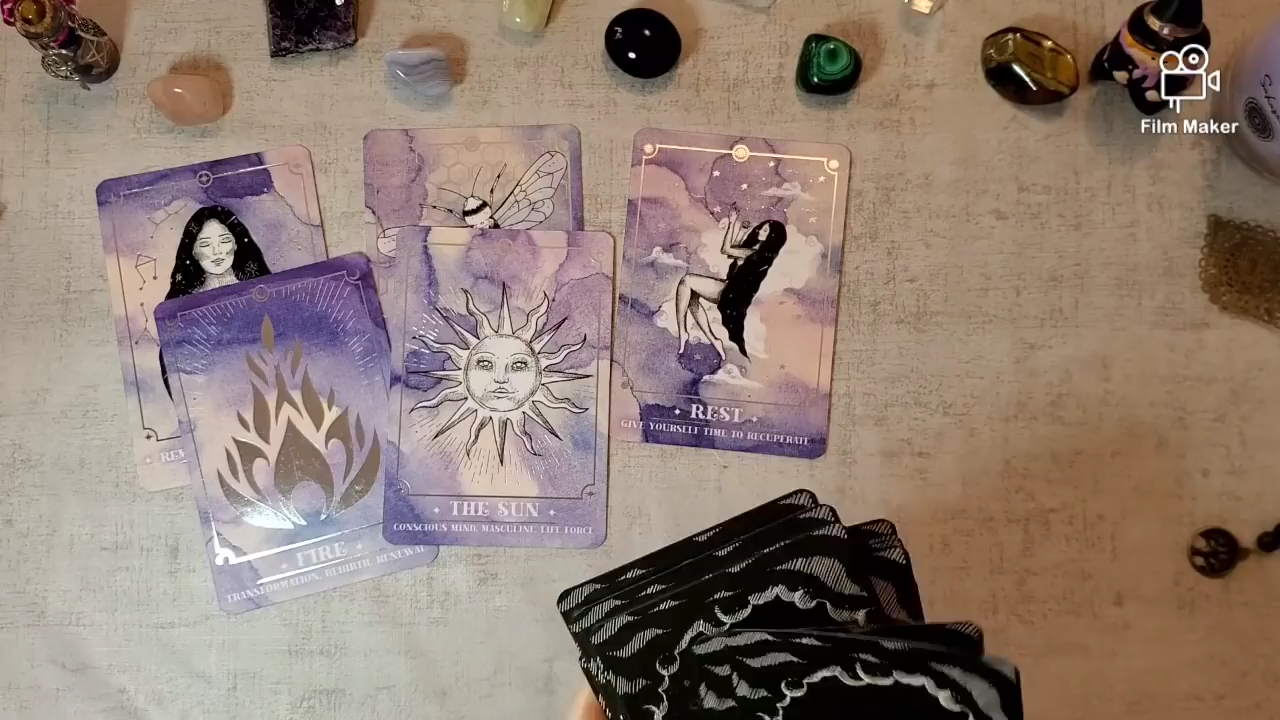 Film Maker
REST
GIVE YOURSELF TIME TO RECUPERATE
THE SUN
CONSCIOUS MIND, MASCULINE, LIFE FORCE
FIRE
TRANSFORMATION, REBIRTH, RENEWAL